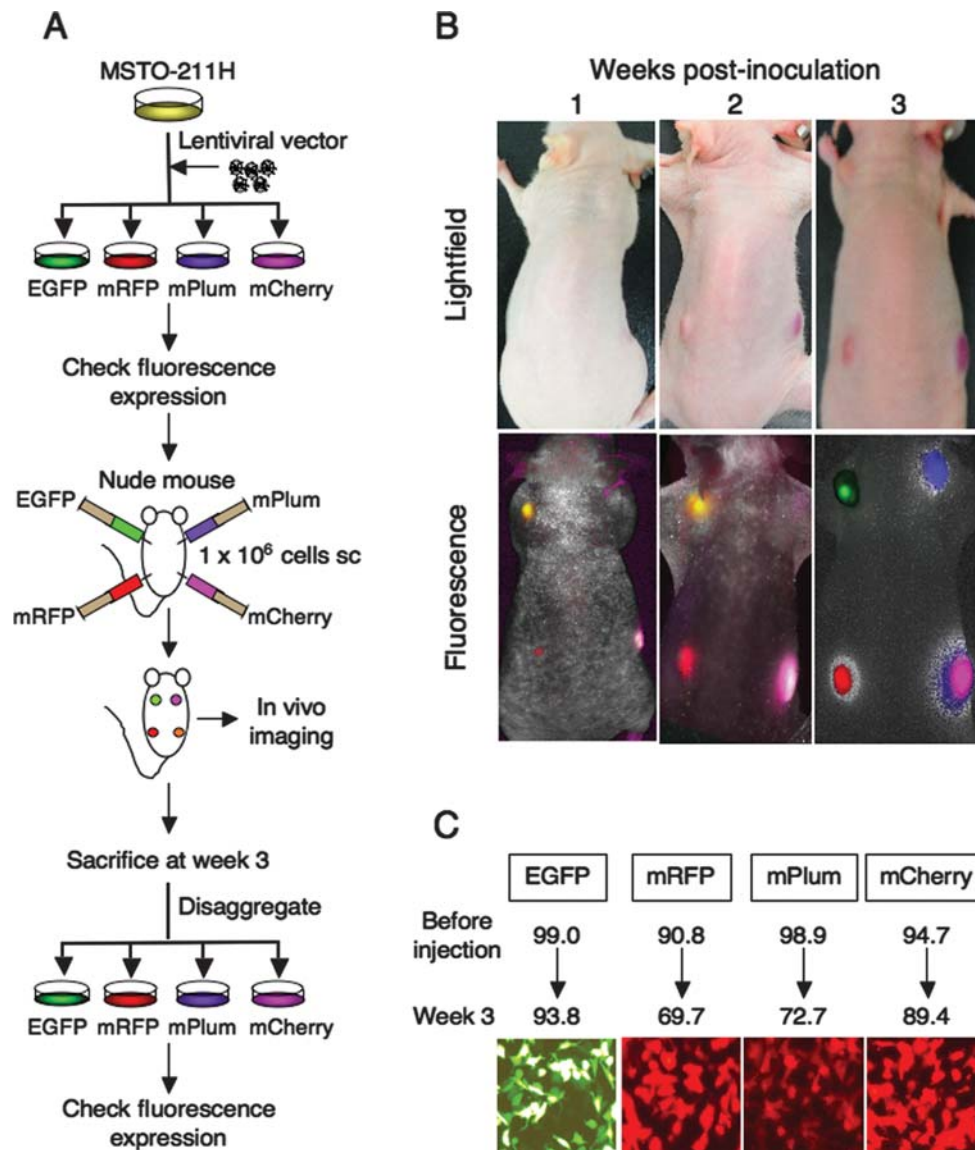 A
MSTO-211H
Lentiviral vector
EGFP mRFP mPlum mCherry
Check fluorescence
expression
Nude mouse
EGFP
mPlum
1 x 10⁶ cells sc
mRFP
mCherry
In vivo
imaging
Sacrifice at week 3
Disaggregate
EGFP mRFP mPlum mCherry
Check fluorescence
expression
B
Weeks post-inoculation
1 2 3
Lightfield
Fluorescence
C
EGFP mRFP mPlum mCherry
Before
injection
99.0 90.8 98.9 94.7
Week 3 93.8 69.7 72.7 89.4